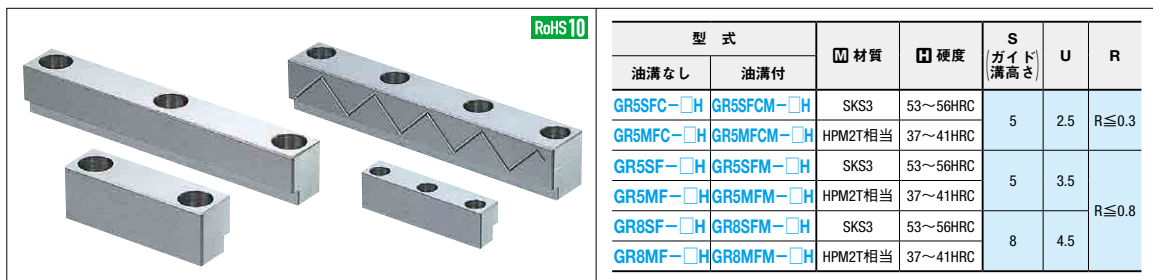 RoHS10
型 式 M 材質 H 硬度 S (ガイド溝高さ) U R
油溝なし 油溝付
GR5SFC-□H GR5SFCM-□H SKS3 53～56HRC 5 2.5 R≦0.3
GR5MFC-□H GR5MFCM-□H HPM2T相当 37～41HRC
GR5SF-□H GR5SFM-□H SKS3 53～56HRC 5 3.5 R≦0.8
GR5MF-□H GR5MFM-□H HPM2T相当 37～41HRC
GR8SF-□H GR8SFM-□H SKS3 53～56HRC 8 4.5
GR8MF-□H GR8MFM-□H HPM2T相当 37～41HRC